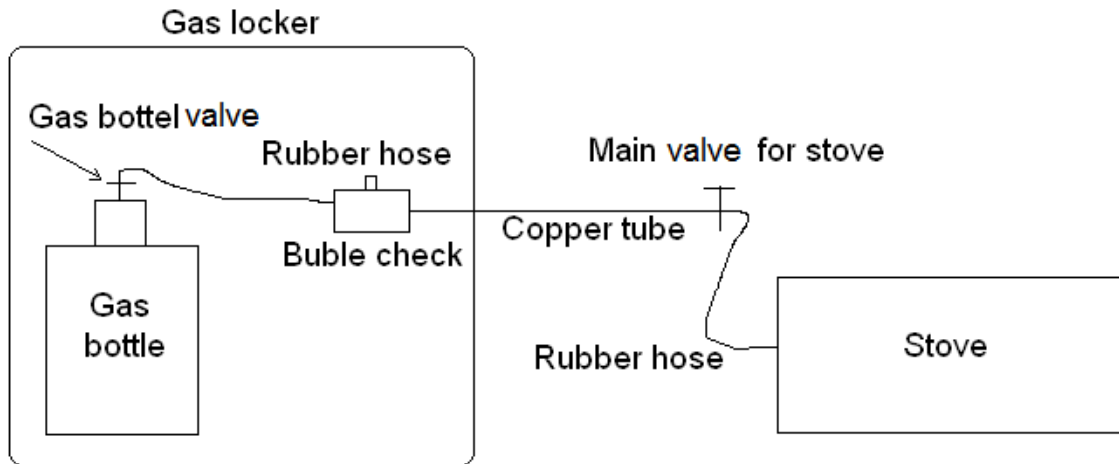 Gas locker
Gas bottel valve
Rubber hose
Main valve for stove
Copper tube
Buble check
Gas
bottle
Rubber hose
Stove